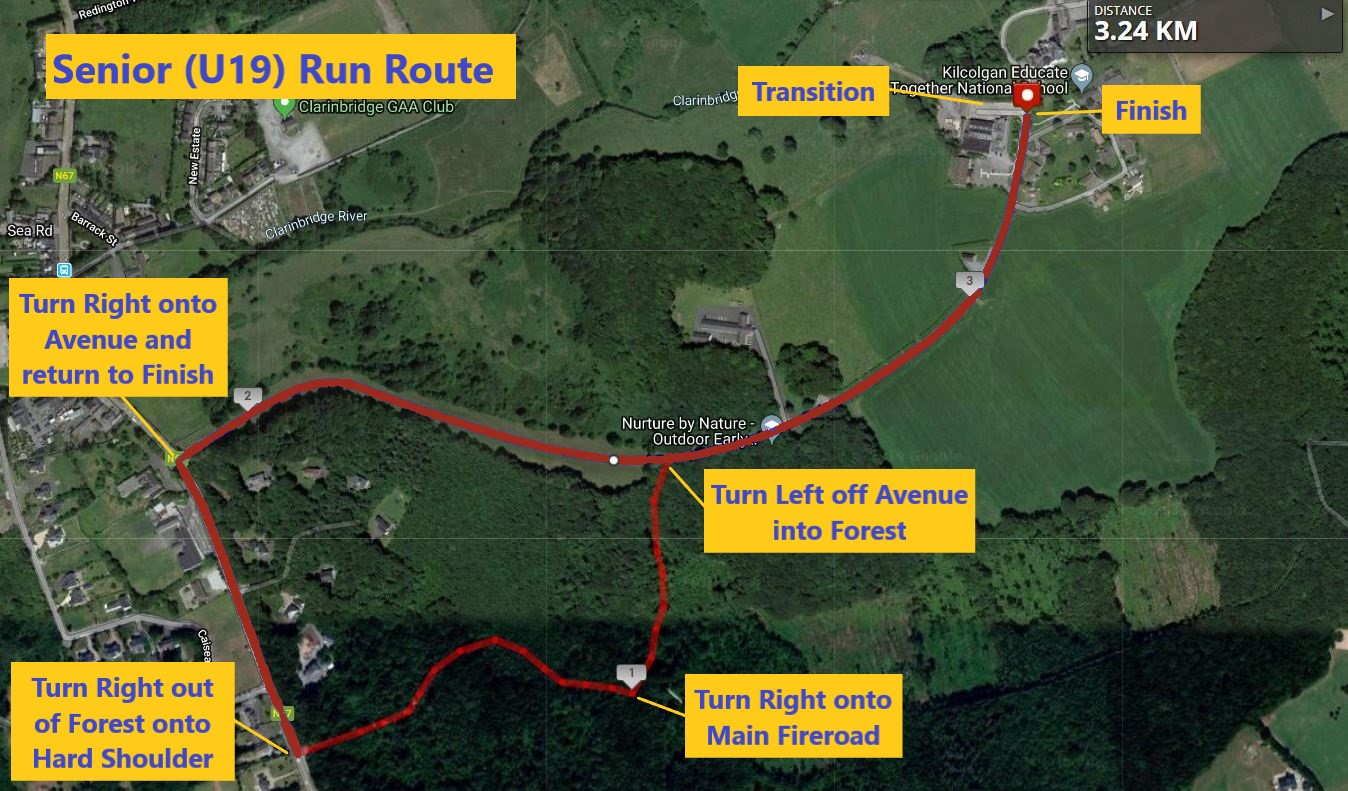 Redington
DISTANCE
3.24 KM
Senior (U19) Run Route
Clarinbridge GAA Club
Transition
Kilcolgan Educate
Together National School
Finish
New Estate
N67
Barrack St
Sea Rd
Clarinbridge River
Turn Right onto
Avenue and
return to Finish
2
3
Nurture by Nature -
Outdoor Early...
Turn Left off Avenue
into Forest
1
Turn Right onto
Main Fireroad
Turn Right out
of Forest onto
Hard Shoulder